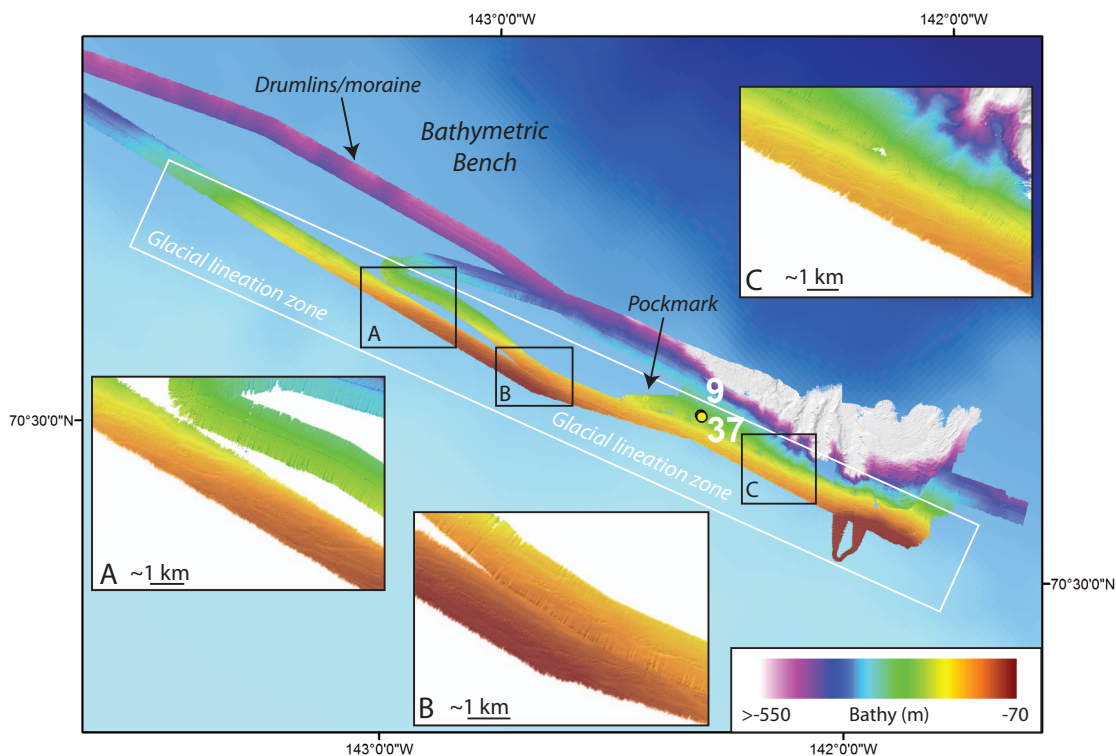 143°0'0"W
142°0'0"W
Drumlins/moraine
Bathymetric
Bench
C
~1 km
Glacial lineation zone
A
Pockmark
B
9
70°30'0"N
37
Glacial lineation zone
C
A
~1 km
B
~1 km
70°30'0"N
>-550
Bathy (m)
-70
143°0'0"W
142°0'0"W